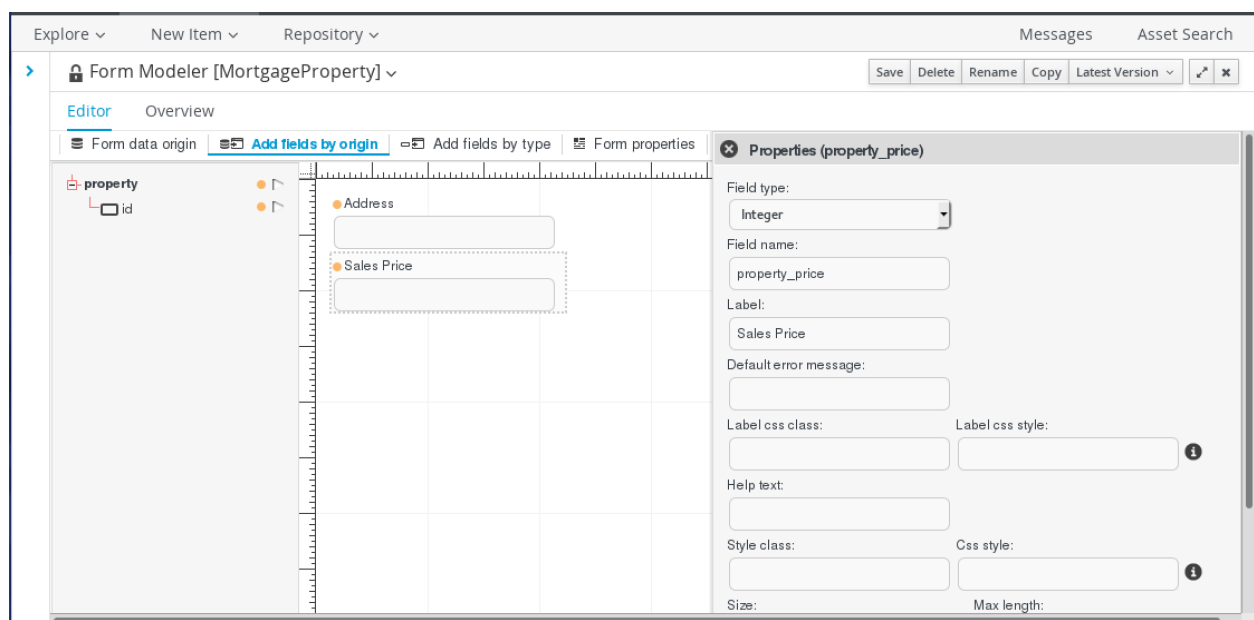 Explore New Item Repository Messages Asset Search
Form Modeler [MortgageProperty] Save Delete Rename Copy Latest Version
Editor Overview
Form data origin Add fields by origin Add fields by type Form properties
Properties (property_price)
property
id
Address
Sales Price
Field type:
Integer
Field name:
property_price
Label:
Sales Price
Default error message:
Label css class: Label css style:
Help text:
Style class: Css style:
Size: Max length: